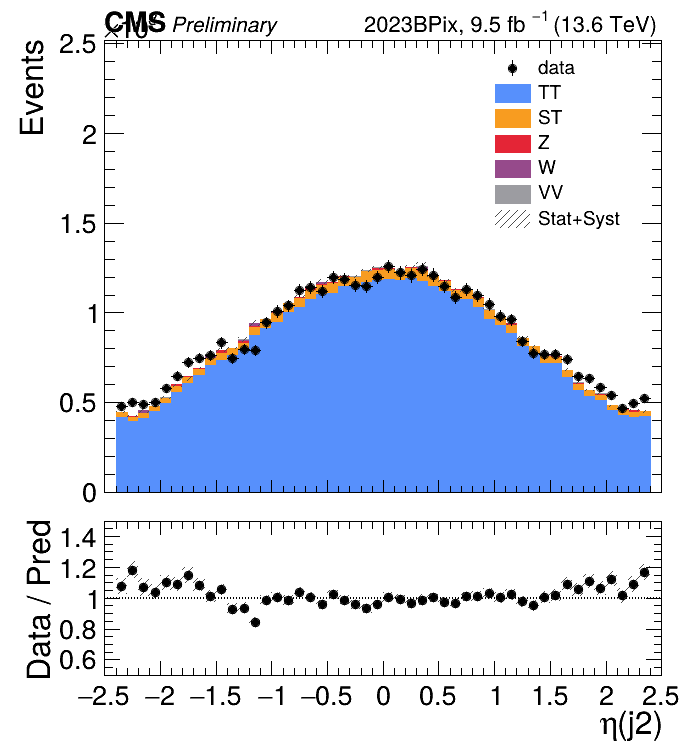 CMS Preliminary 2023BPix, 9.5 fb⁻¹ (13.6 TeV)
Events
2.5
2
1.5
1
0.5
0
data
TT
ST
Z
W
VV
Stat+Syst
Data / Pred
1.4
1.2
1
0.8
0.6
−2.5 −2 −1.5 −1 −0.5 0 0.5 1 1.5 2 2.5
η(j2)